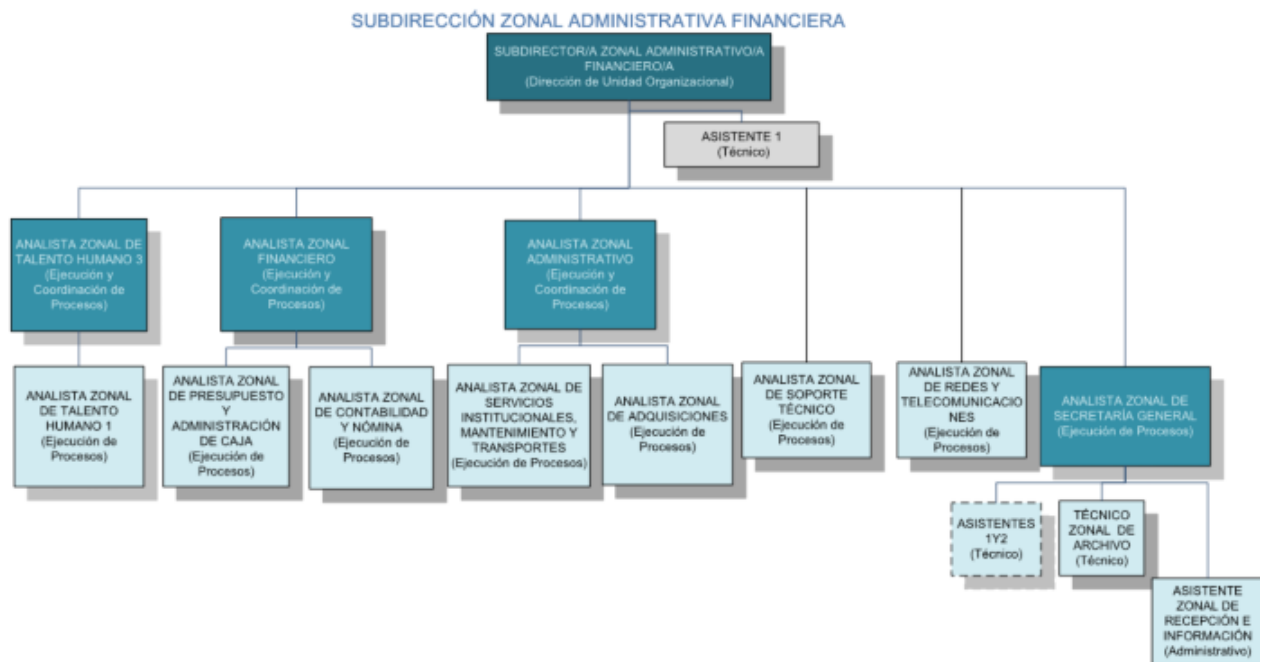 SUBDIRECCIÓN ZONAL ADMINISTRATIVA FINANCIERA
SUBDIRECTOR/A ZONAL ADMINISTRATIVO/A
FINANCIERO/A
(Dirección de Unidad Organizacional)
ASISTENTE 1
(Técnico)
ANALISTA ZONAL DE
TALENTO HUMANO 3
(Ejecución y
Coordinación de
Procesos)
ANALISTA ZONAL
FINANCIERO
(Ejecución y
Coordinación de
Procesos)
ANALISTA ZONAL
ADMINISTRATIVO
(Ejecución y
Coordinación de
Procesos)
ANALISTA ZONAL
DE TALENTO
HUMANO 1
(Ejecución de
Procesos)
ANALISTA ZONAL
DE PRESUPUESTO
Y
ADMINISTRACIÓN
DE CAJA
(Ejecución de
Procesos)
ANALISTA ZONAL
DE CONTABILIDAD
Y NÓMINA
(Ejecución de
Procesos)
ANALISTA ZONAL DE
SERVICIOS
INSTITUCIONALES,
MANTENIMIENTO Y
TRANSPORTES
(Ejecución de Procesos)
ANALISTA ZONAL
DE ADQUISICIONES
(Ejecución de
Procesos)
ANALISTA ZONAL
DE SOPORTE
TÉCNICO
(Ejecución de
Procesos)
ANALISTA ZONAL
DE REDES Y
TELECOMUNICACIO
NES
(Ejecución de
Procesos)
ANALISTA ZONAL DE
SECRETARÍA GENERAL
(Ejecución de Procesos)
ASISTENTES
1Y2
(Técnico)
TÉCNICO
ZONAL DE
ARCHIVO
(Técnico)
ASISTENTE
ZONAL DE
RECEPCIÓN E
INFORMACIÓN
(Administrativo)